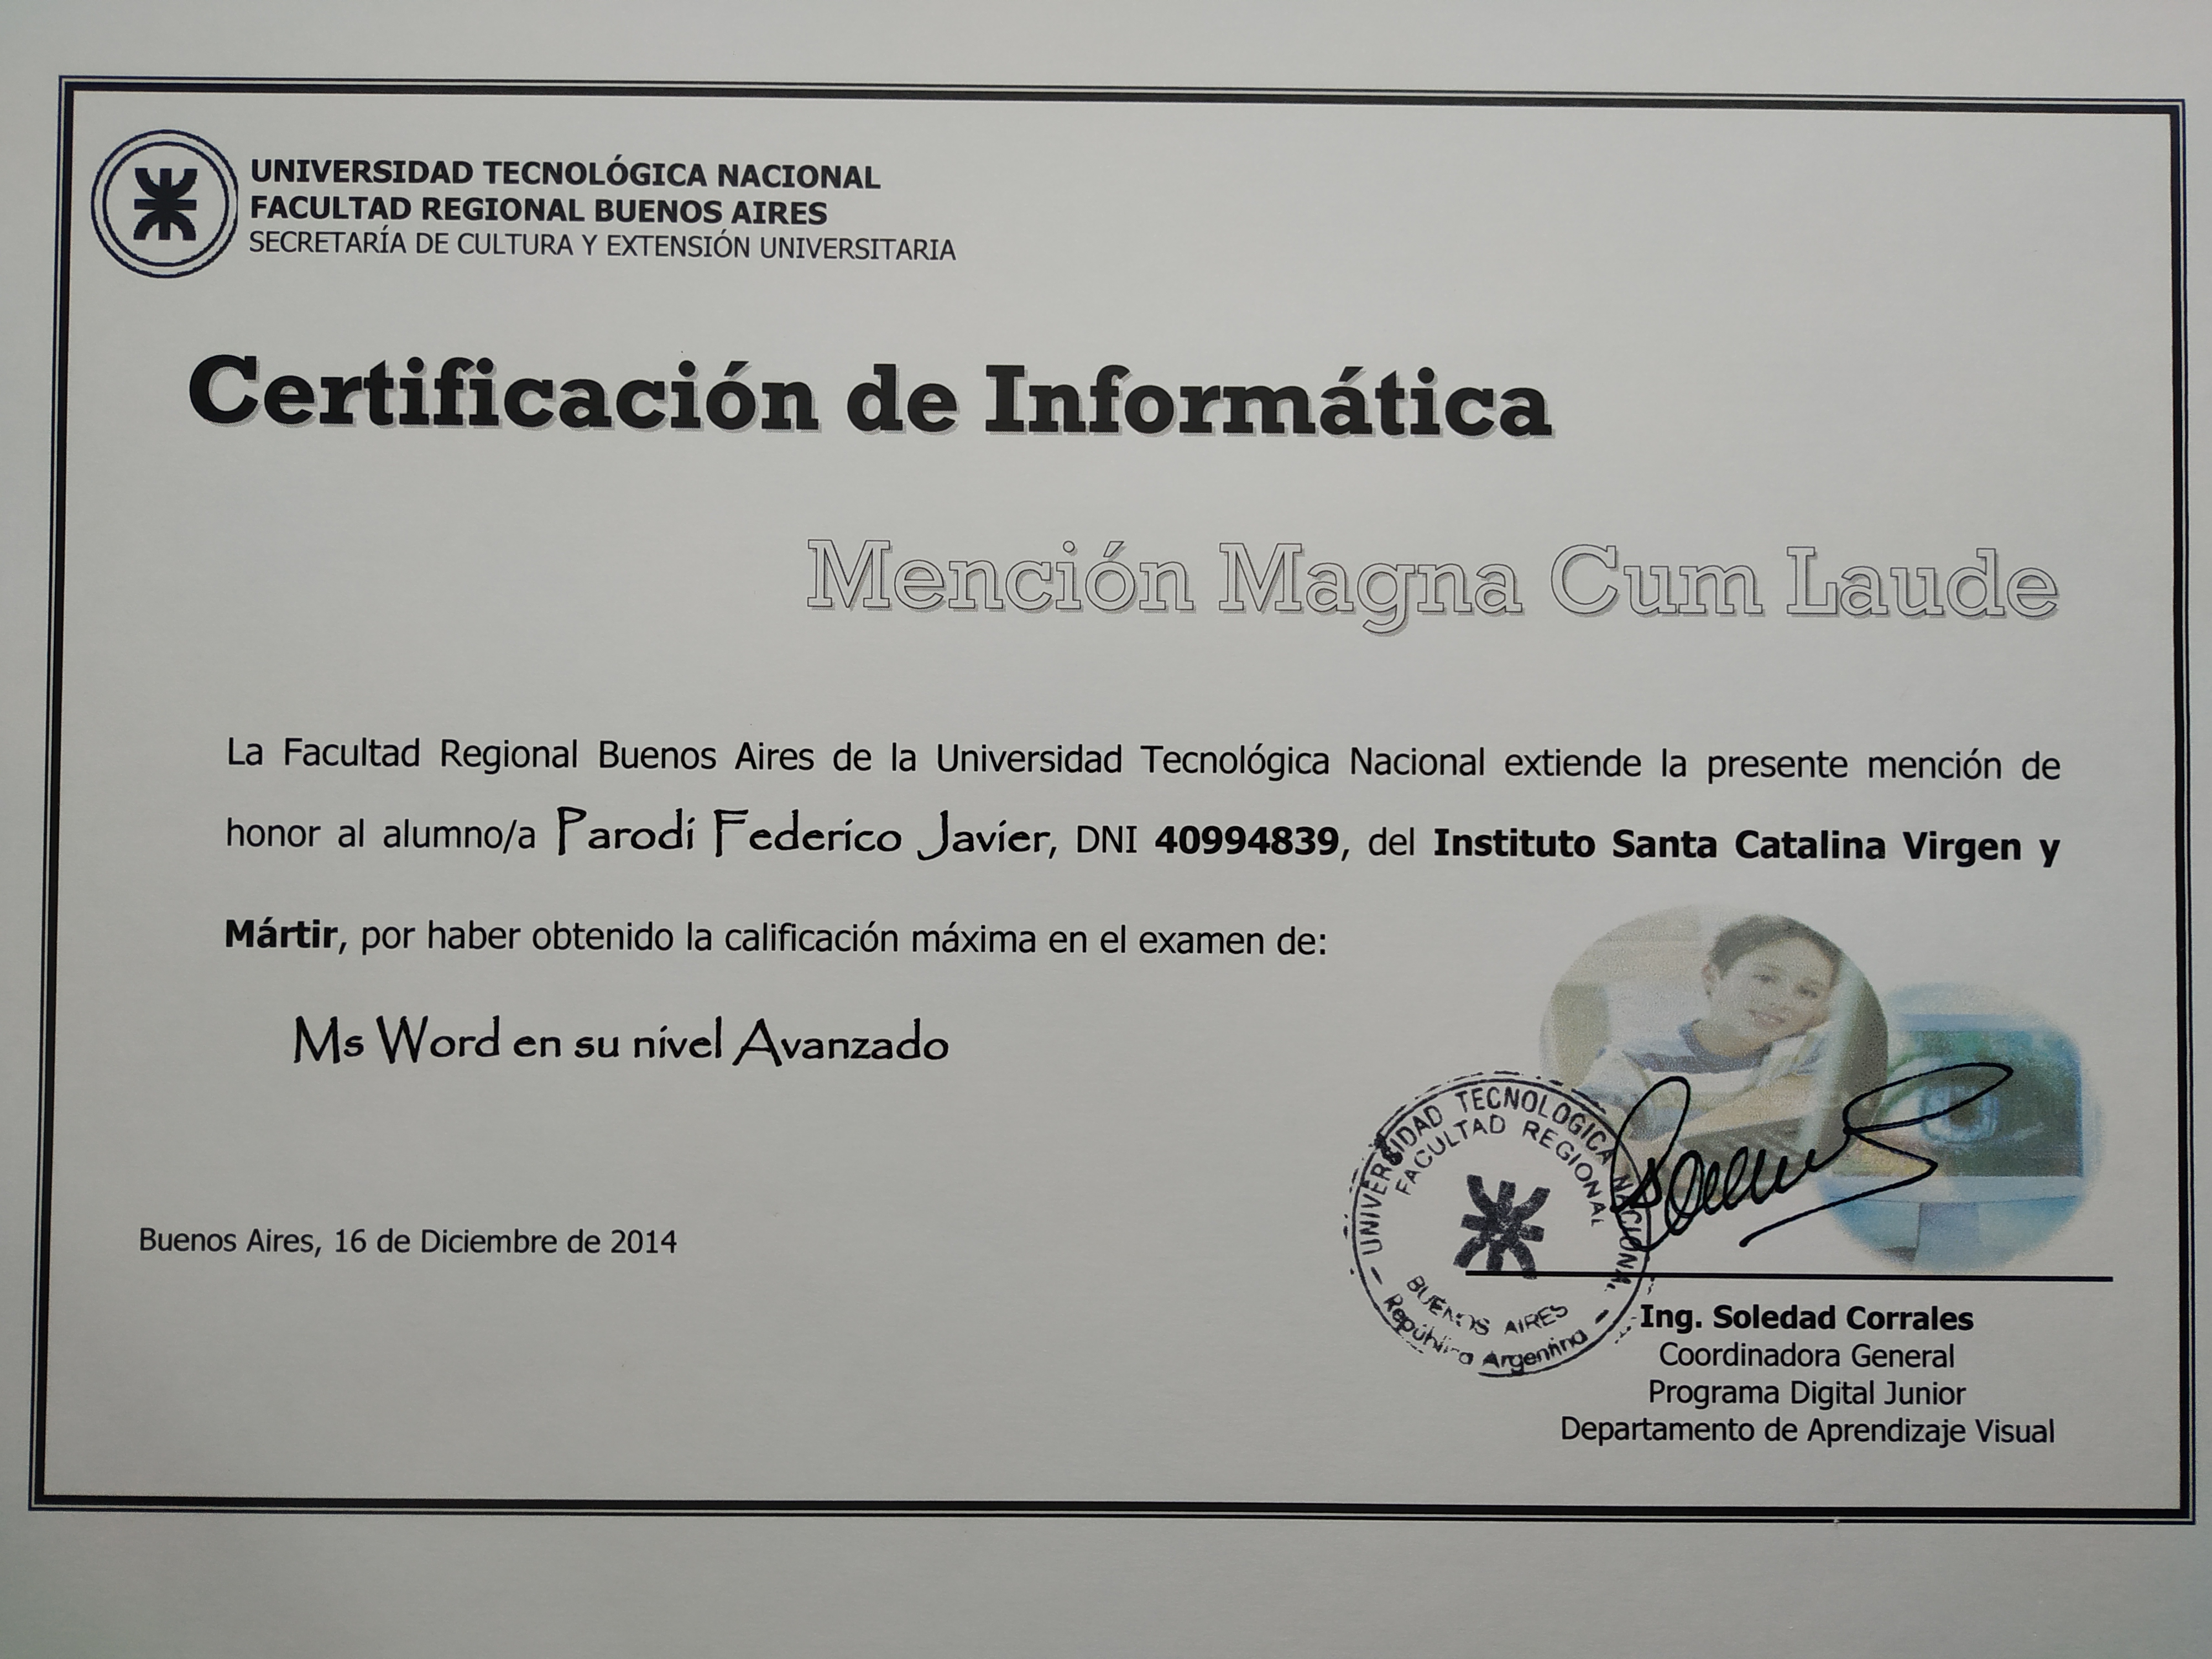 UNIVERSIDAD TECNOLÓGICA NACIONAL
FACULTAD REGIONAL BUENOS AIRES
SECRETARÍA DE CULTURA Y EXTENSIÓN UNIVERSITARIA
Certificación de Informática
Mención Magna Cum Laude
La Facultad Regional Buenos Aires de la Universidad Tecnológica Nacional extiende la presente mención de
honor al alumno/a Parodi Federico Javier, DNI 40994839, del Instituto Santa Catalina Virgen y
Mártir, por haber obtenido la calificación máxima en el examen de:
Ms Word en su nivel Avanzado
UNIVERSIDAD TECNOLOGICA NACIONAL
FACULTAD REGIONAL
BUENOS AIRES
República Argentina
Buenos Aires, 16 de Diciembre de 2014
Ing. Soledad Corrales
Coordinadora General
Programa Digital Junior
Departamento de Aprendizaje Visual